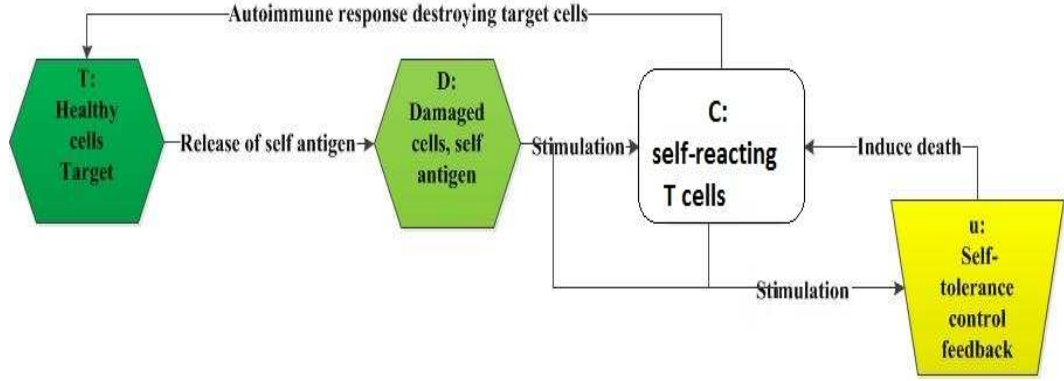 Autoimmune response destroying target cells
T:
Healthy
cells
Target
Release of self antigen
D:
Damaged
cells, self
antigen
Stimulation
C:
self-reacting
T cells
Induce death
u:
Self-
tolerance
control
feedback
Stimulation